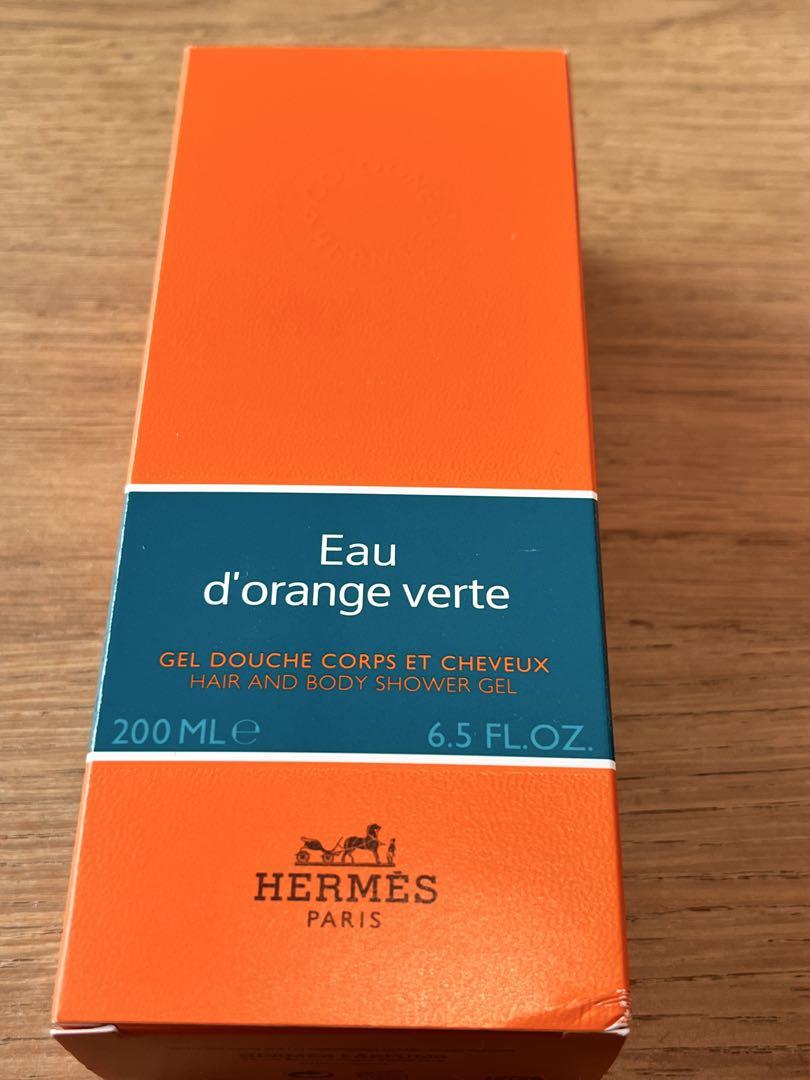 Eau
d'orange verte
GEL DOUCHE CORPS ET CHEVEUX
HAIR AND BODY SHOWER GEL
200 ML ℮
6.5 FL.OZ.
HERMÈS
PARIS